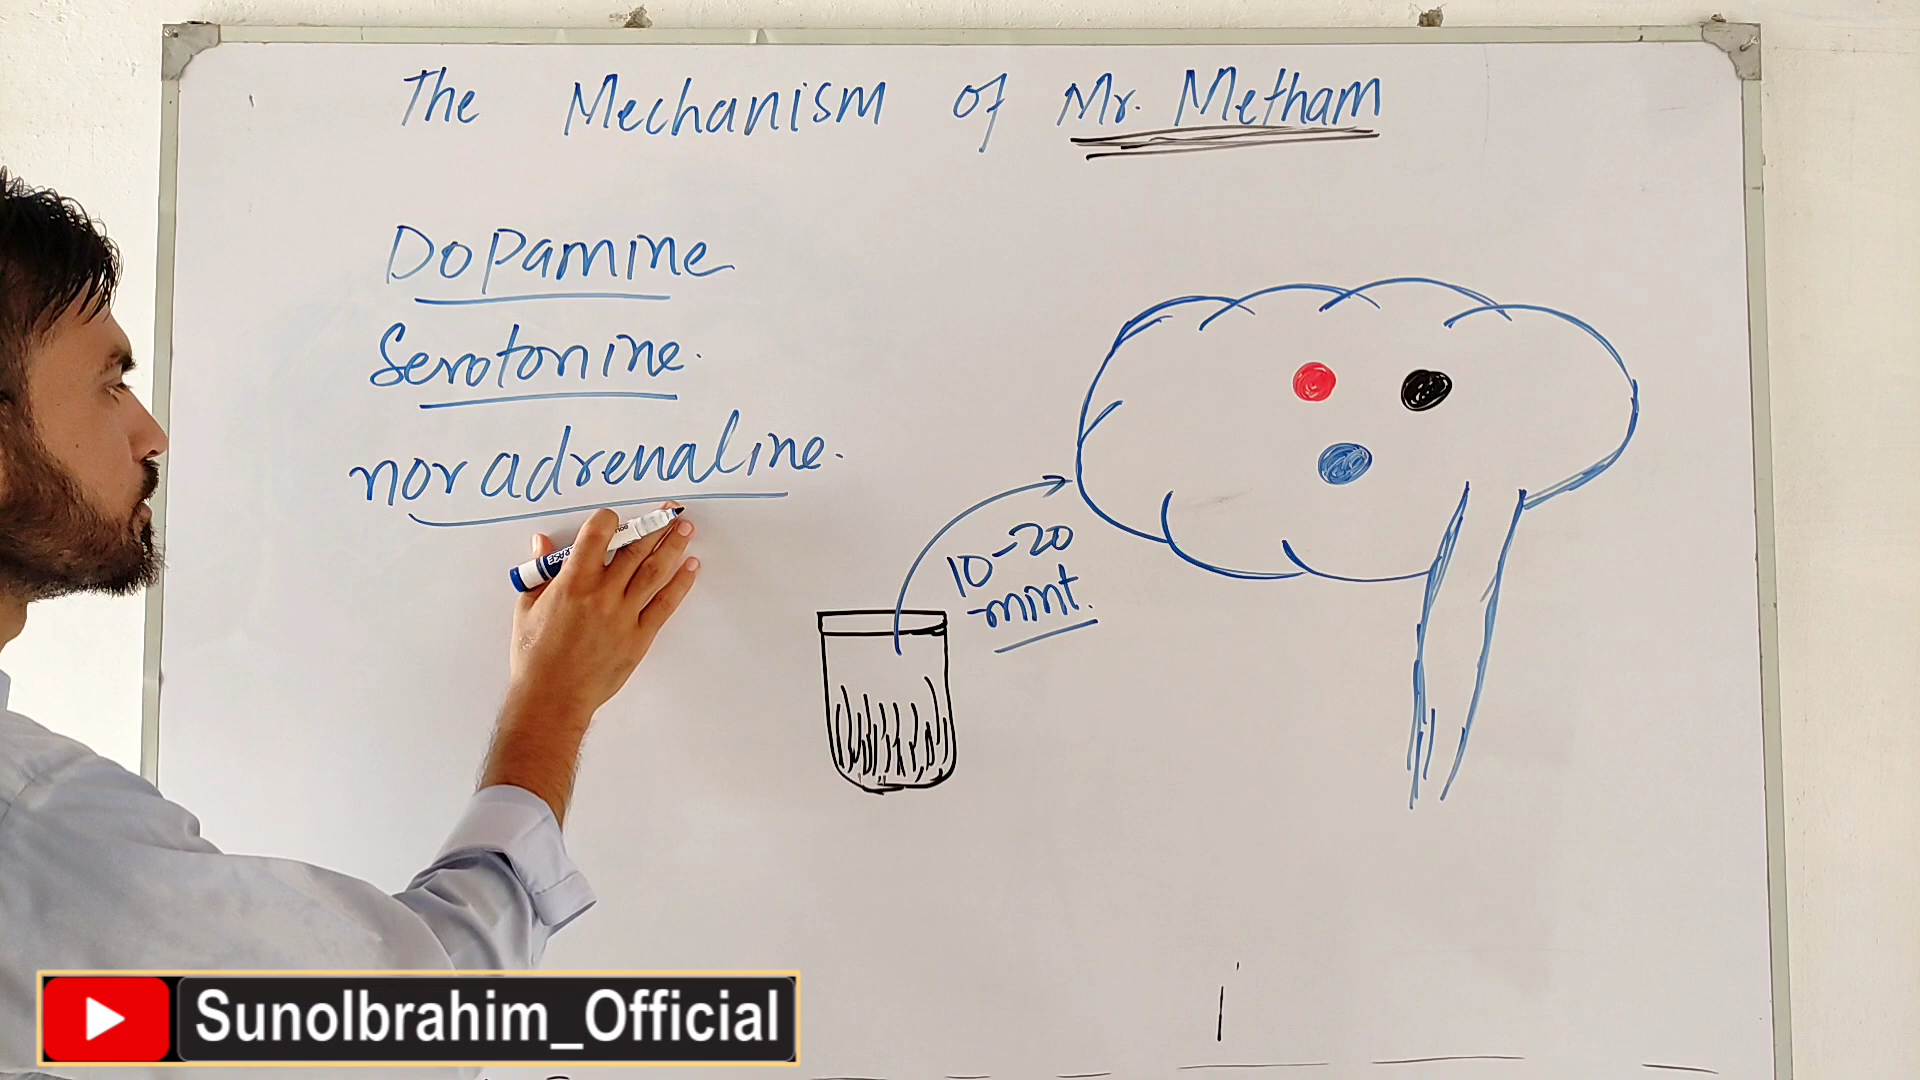 The Mechanism of Mr. Metham
Dopamine
Serotonine.
noradrenaline.
10-20
mint.
SunoIbrahim_Official